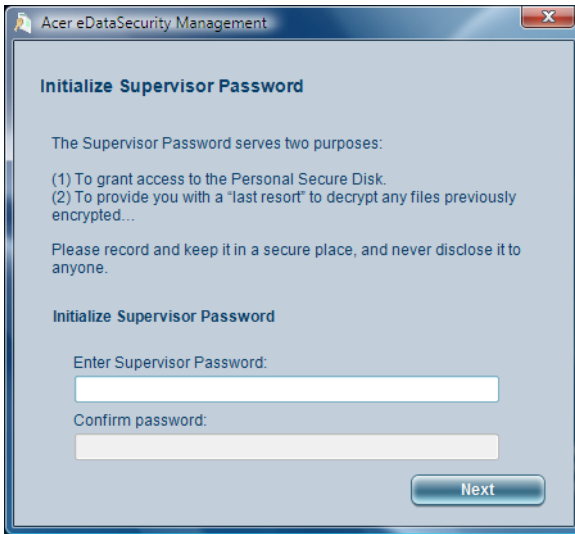 Acer eDataSecurity Management
Initialize Supervisor Password
The Supervisor Password serves two purposes:
(1) To grant access to the Personal Secure Disk.
(2) To provide you with a “last resort” to decrypt any files previously
encrypted...
Please record and keep it in a secure place, and never disclose it to
anyone.
Initialize Supervisor Password
Enter Supervisor Password:
Confirm password:
Next